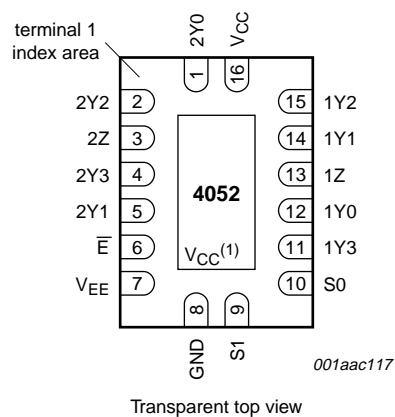 terminal 1
index area
2Y0
VCC
1
16
2Y2 2 15 1Y2
2Z 3 14 1Y1
2Y3 4 13 1Z
4052
2Y1 5 12 1Y0
E̅ 6 11 1Y3
VCC(1)
VEE 7 10 S0
8
9
GND
S1
001aac117
Transparent top view